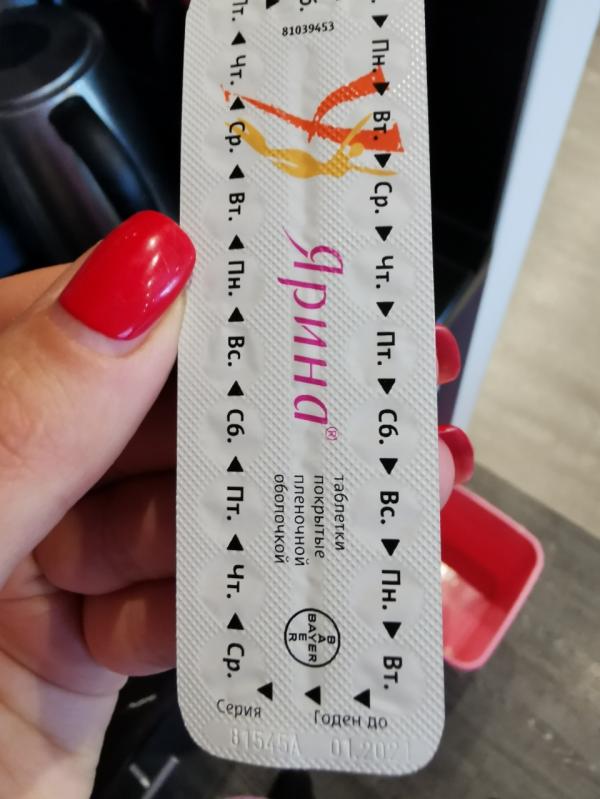 81039453
Пн. Вт. Ср. Чт. Пт. Сб. Вс. Пн. Вт.
Ярина®
таблетки
покрытые
пленочной
оболочкой
BAYER
BAYER
Чт. Ср. Вт. Пн. Вс. Сб. Пт. Чт. Ср.
Серия Годен до
81545A 01.2021